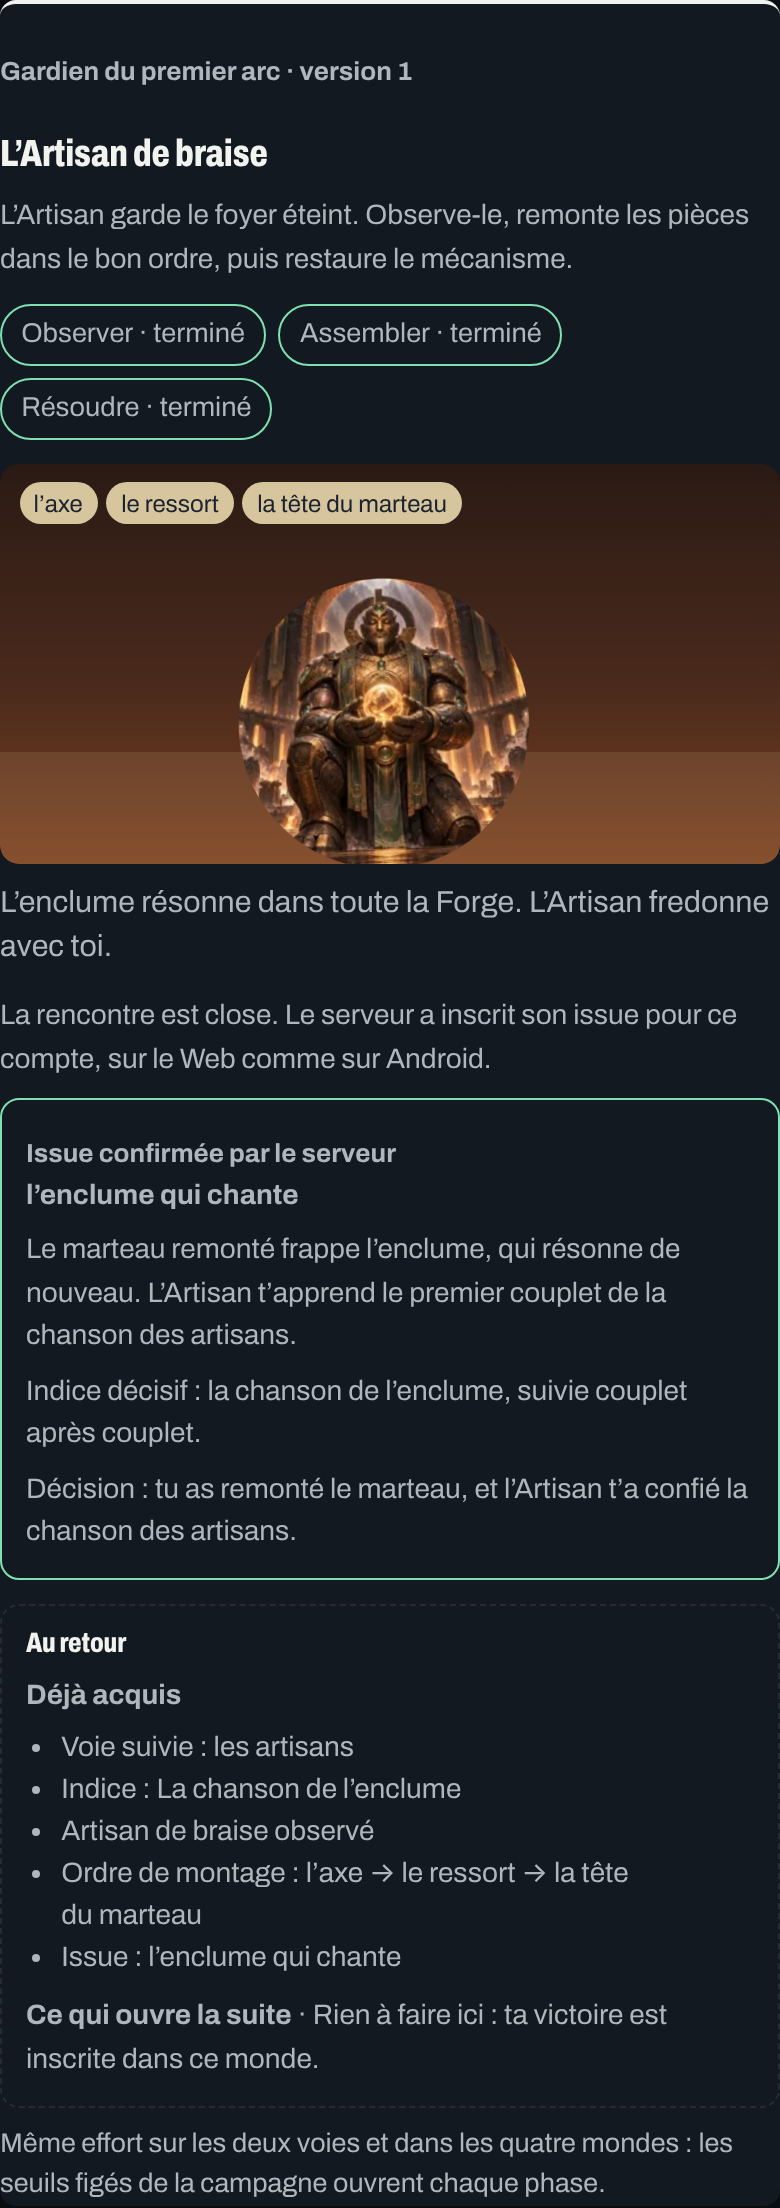 Gardien du premier arc · version 1
L’Artisan de braise
L’Artisan garde le foyer éteint. Observe-le, remonte les pièces
dans le bon ordre, puis restaure le mécanisme.
Observer · terminé
Assembler · terminé
Résoudre · terminé
l’axe
le ressort
la tête du marteau
L’enclume résonne dans toute la Forge. L’Artisan fredonne
avec toi.
La rencontre est close. Le serveur a inscrit son issue pour ce
compte, sur le Web comme sur Android.
Issue confirmée par le serveur
l’enclume qui chante
Le marteau remonté frappe l’enclume, qui résonne de
nouveau. L’Artisan t’apprend le premier couplet de la
chanson des artisans.
Indice décisif : la chanson de l’enclume, suivie couplet
après couplet.
Décision : tu as remonté le marteau, et l’Artisan t’a confié la
chanson des artisans.
Au retour
Déjà acquis
• Voie suivie : les artisans
• Indice : La chanson de l’enclume
• Artisan de braise observé
• Ordre de montage : l’axe → le ressort → la tête
du marteau
• Issue : l’enclume qui chante
Ce qui ouvre la suite · Rien à faire ici : ta victoire est
inscrite dans ce monde.
Même effort sur les deux voies et dans les quatre mondes : les
seuils figés de la campagne ouvrent chaque phase.